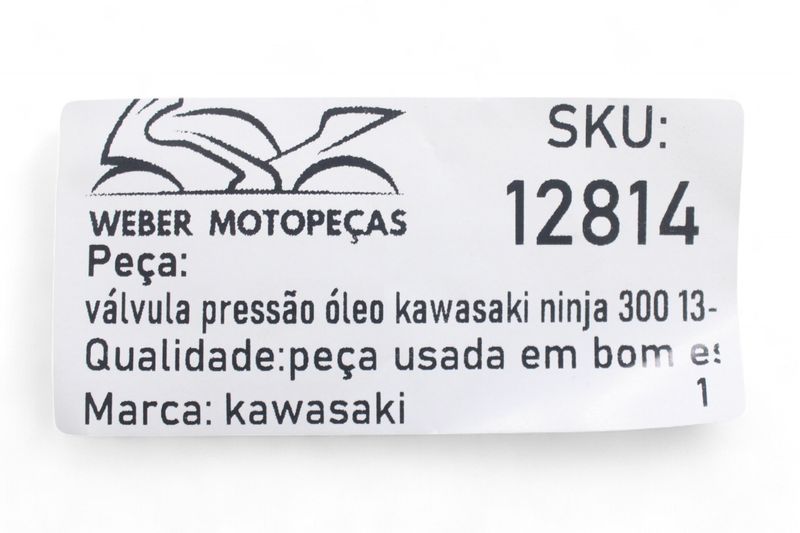 WEBER MOTOPEÇAS
SKU:
12814
Peça:
válvula pressão óleo kawasaki ninja 300 13-
Qualidade:peça usada em bom es
Marca: kawasaki
1